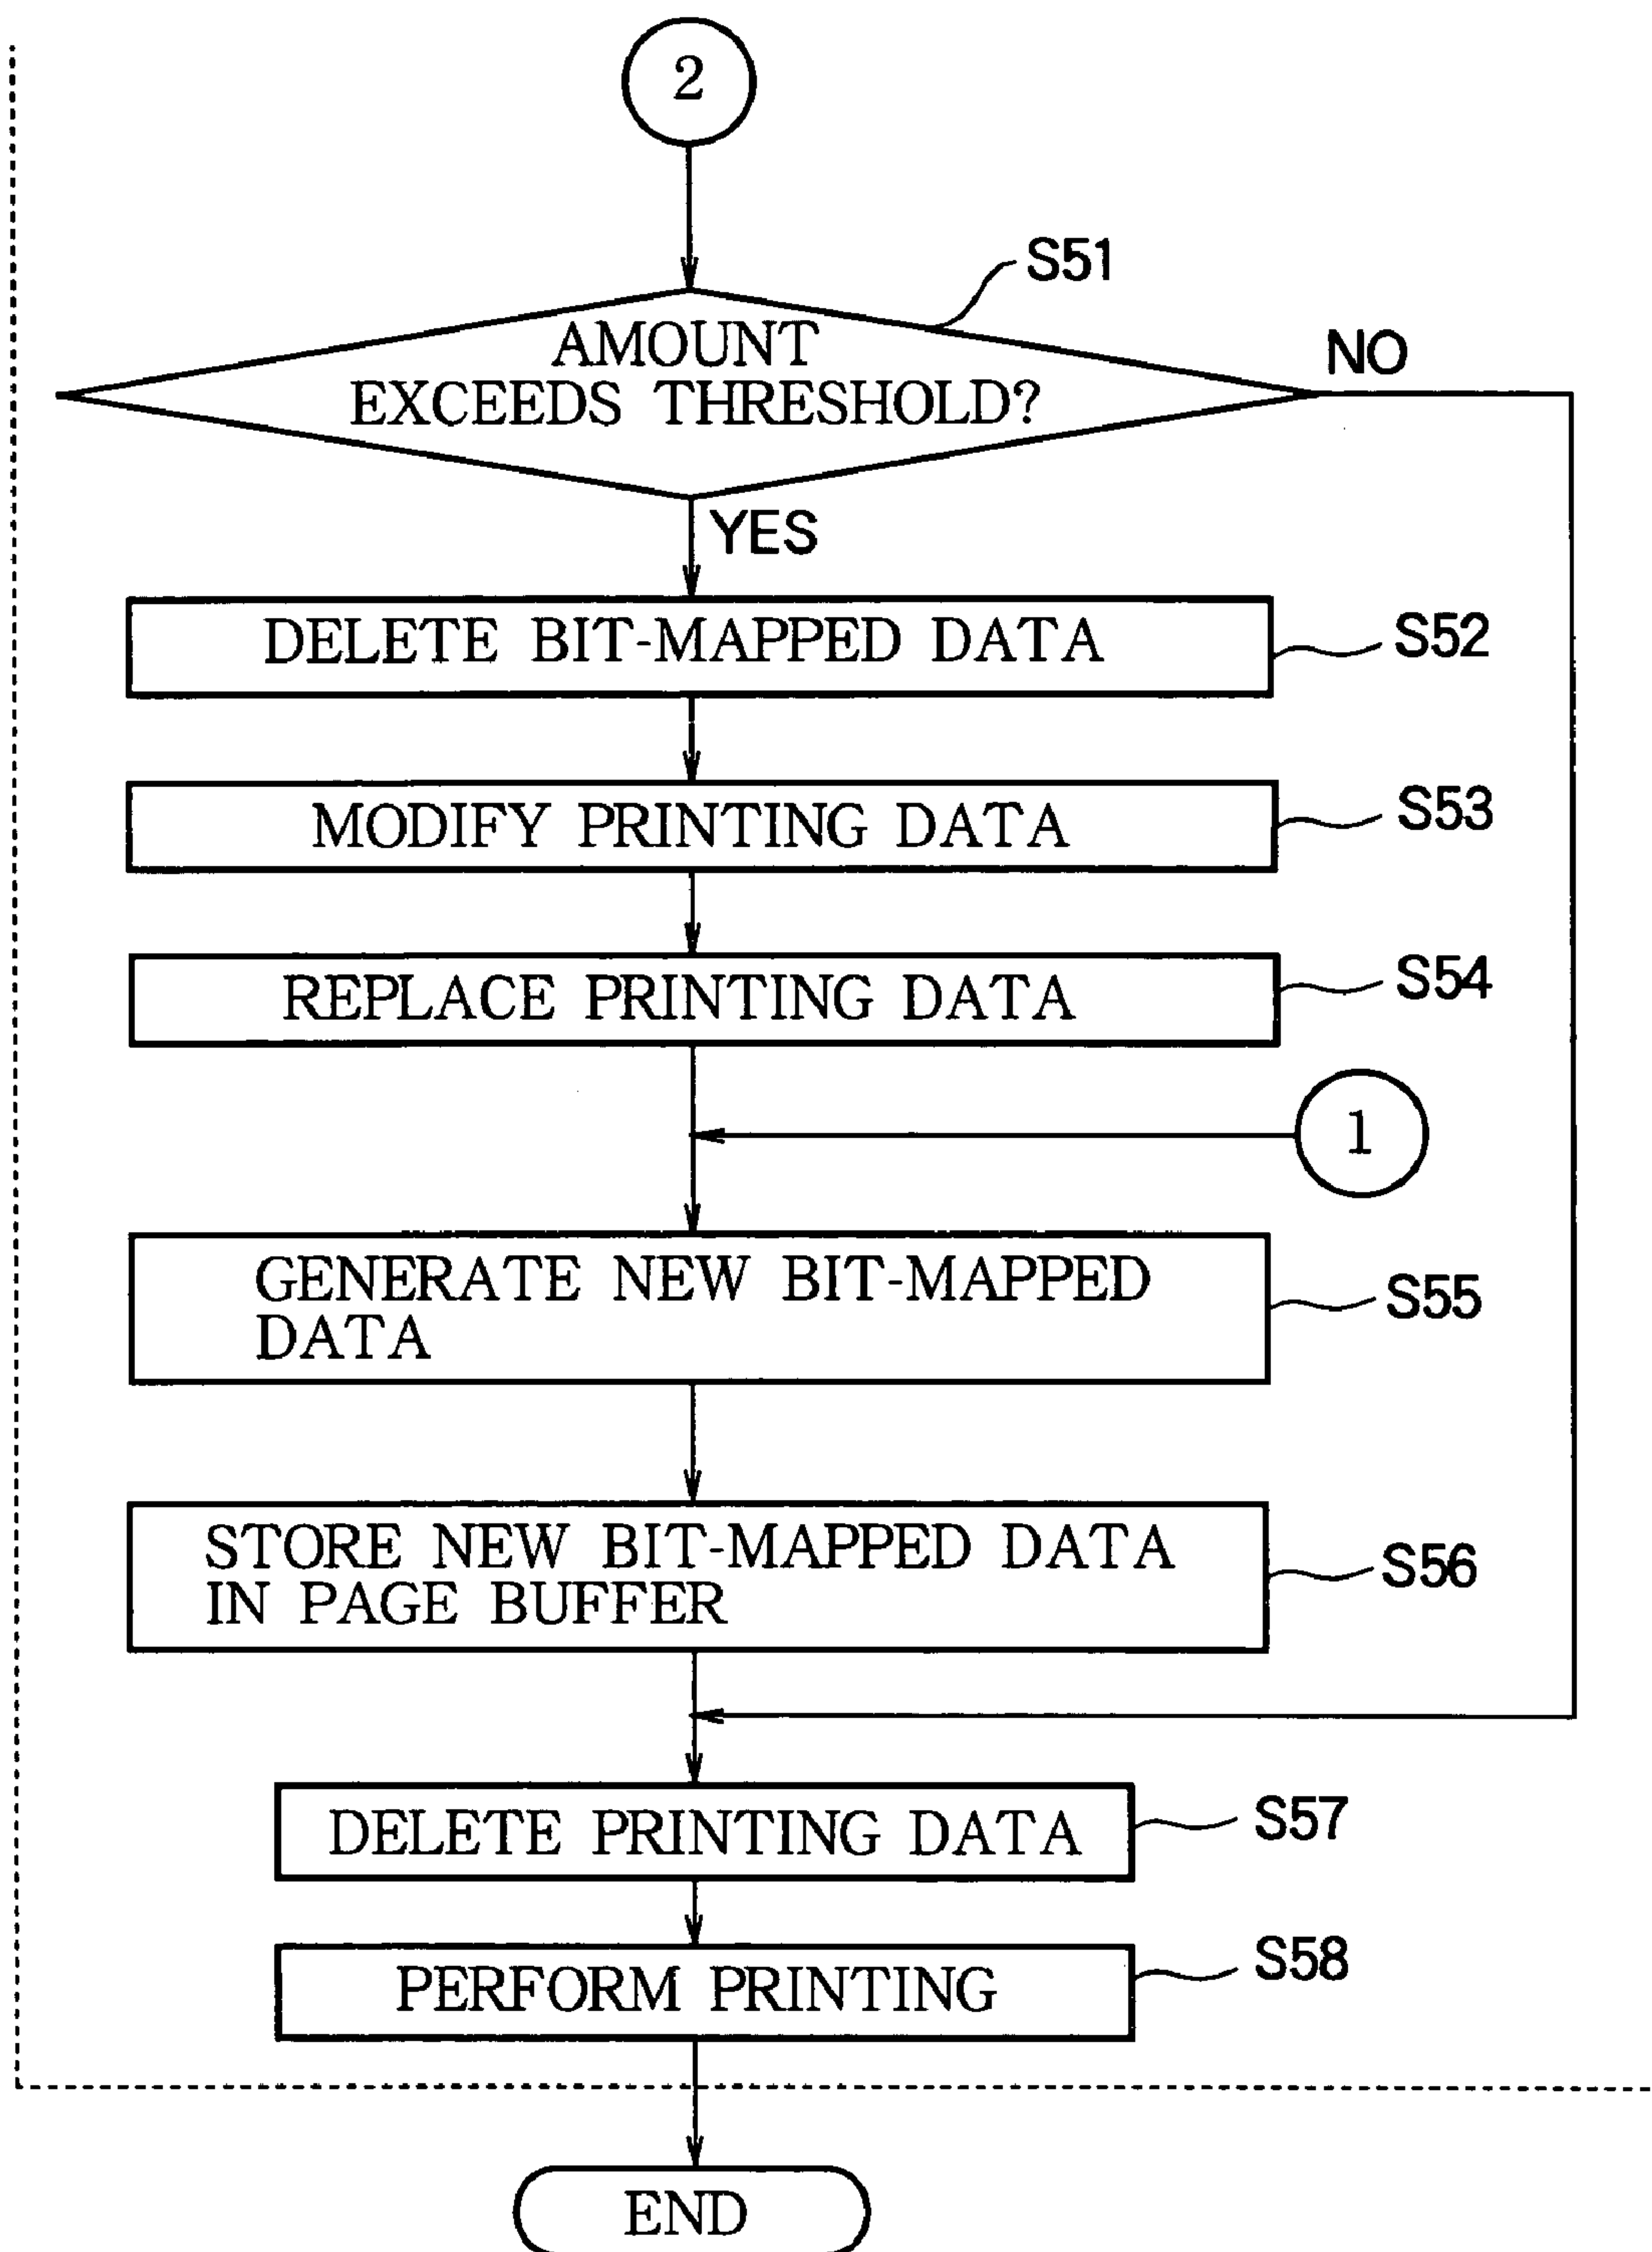 2
S51
AMOUNT
EXCEEDS THRESHOLD?
NO
YES
DELETE BIT-MAPPED DATA
S52
MODIFY PRINTING DATA
S53
REPLACE PRINTING DATA
S54
1
GENERATE NEW BIT-MAPPED
DATA
S55
STORE NEW BIT-MAPPED DATA
IN PAGE BUFFER
S56
DELETE PRINTING DATA
S57
PERFORM PRINTING
S58
END